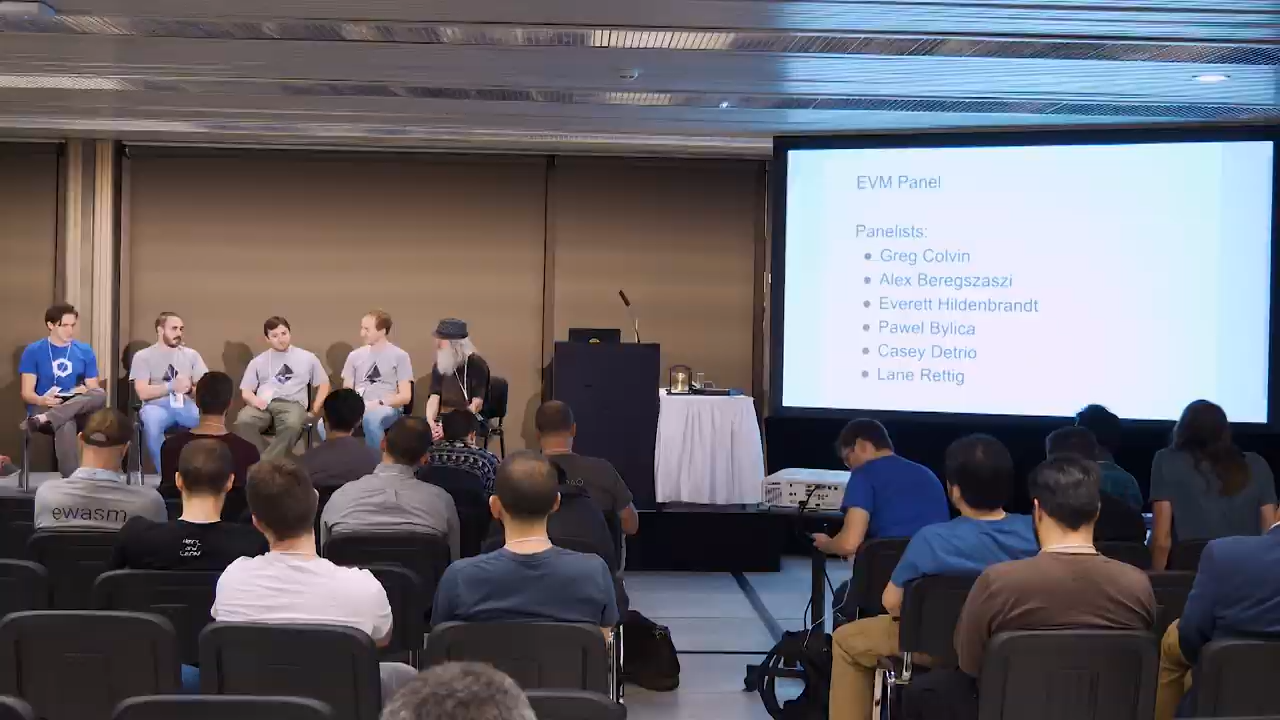 EVM Panel
Panelists:
Greg Colvin
Alex Beregszaszi
Everett Hildenbrandt
Pawel Bylica
Casey Detrio
Lane Rettig
ewasm